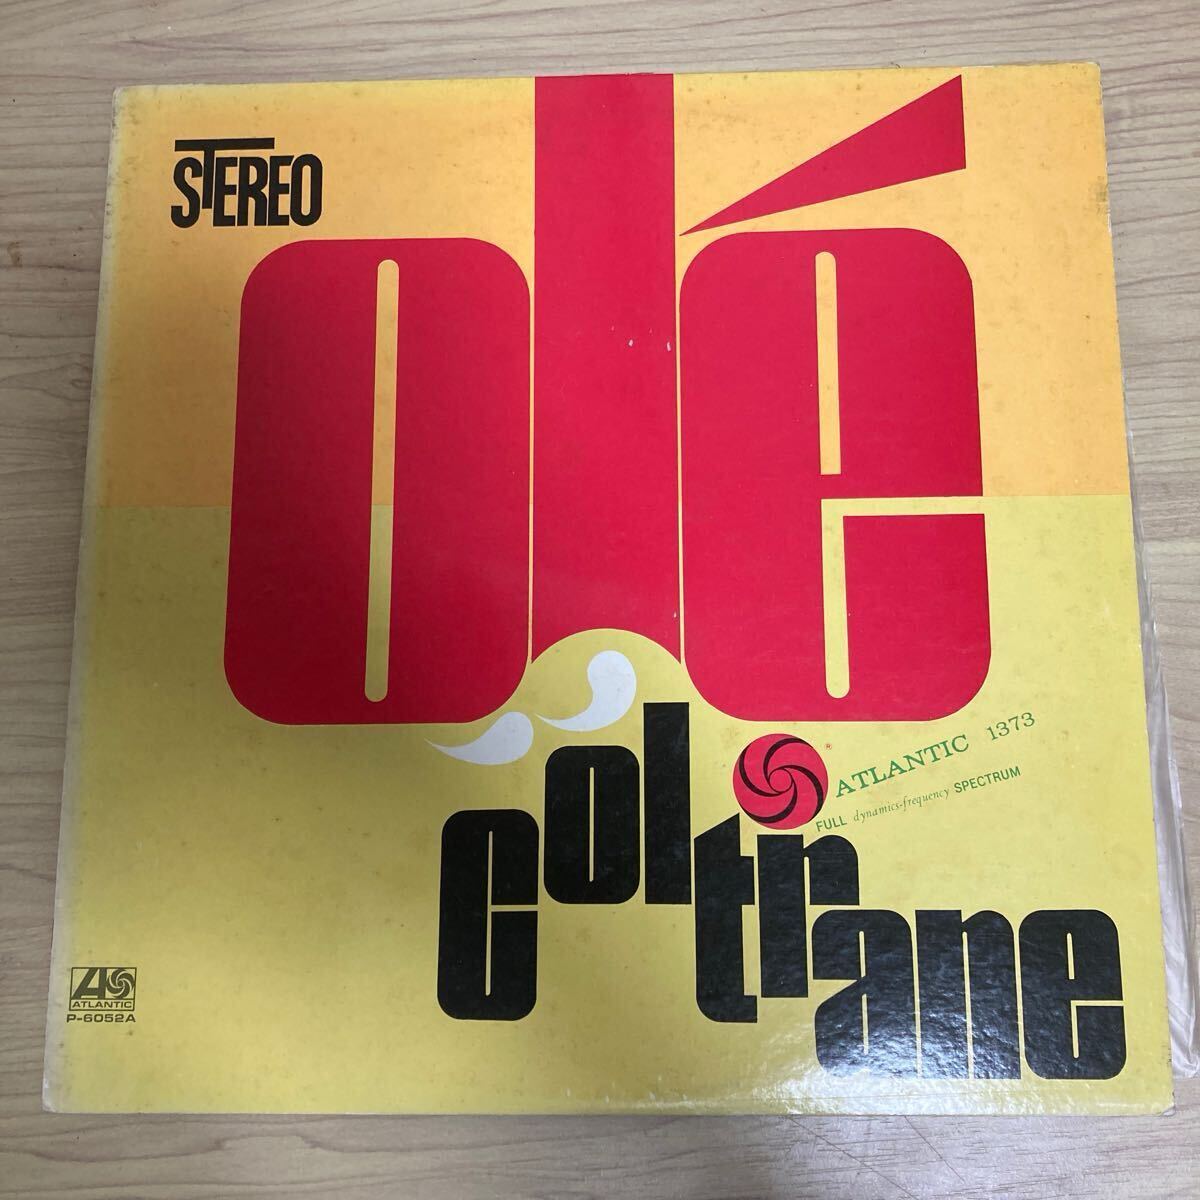 STEREO
olé
coltrane
® ATLANTIC 1373
FULL dynamics-frequency SPECTRUM
ATLANTIC
P-6052A